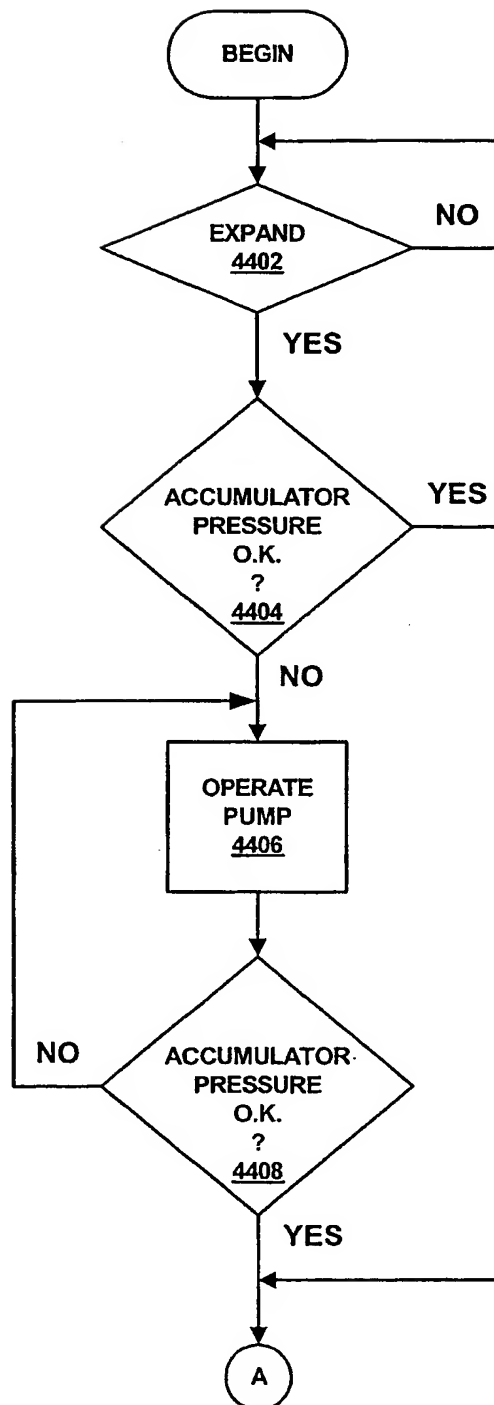 BEGIN
EXPAND
4402
NO
YES
ACCUMULATOR
PRESSURE
O.K.
?
4404
YES
NO
OPERATE
PUMP
4406
NO
ACCUMULATOR
PRESSURE
O.K.
?
4408
YES
A